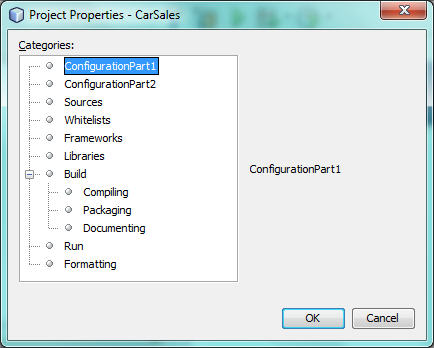 Project Properties - CarSales
Categories:
ConfigurationPart1
ConfigurationPart2
Sources
Whitelists
Frameworks
Libraries
Build
Compiling
Packaging
Documenting
Run
Formatting
ConfigurationPart1
OK
Cancel